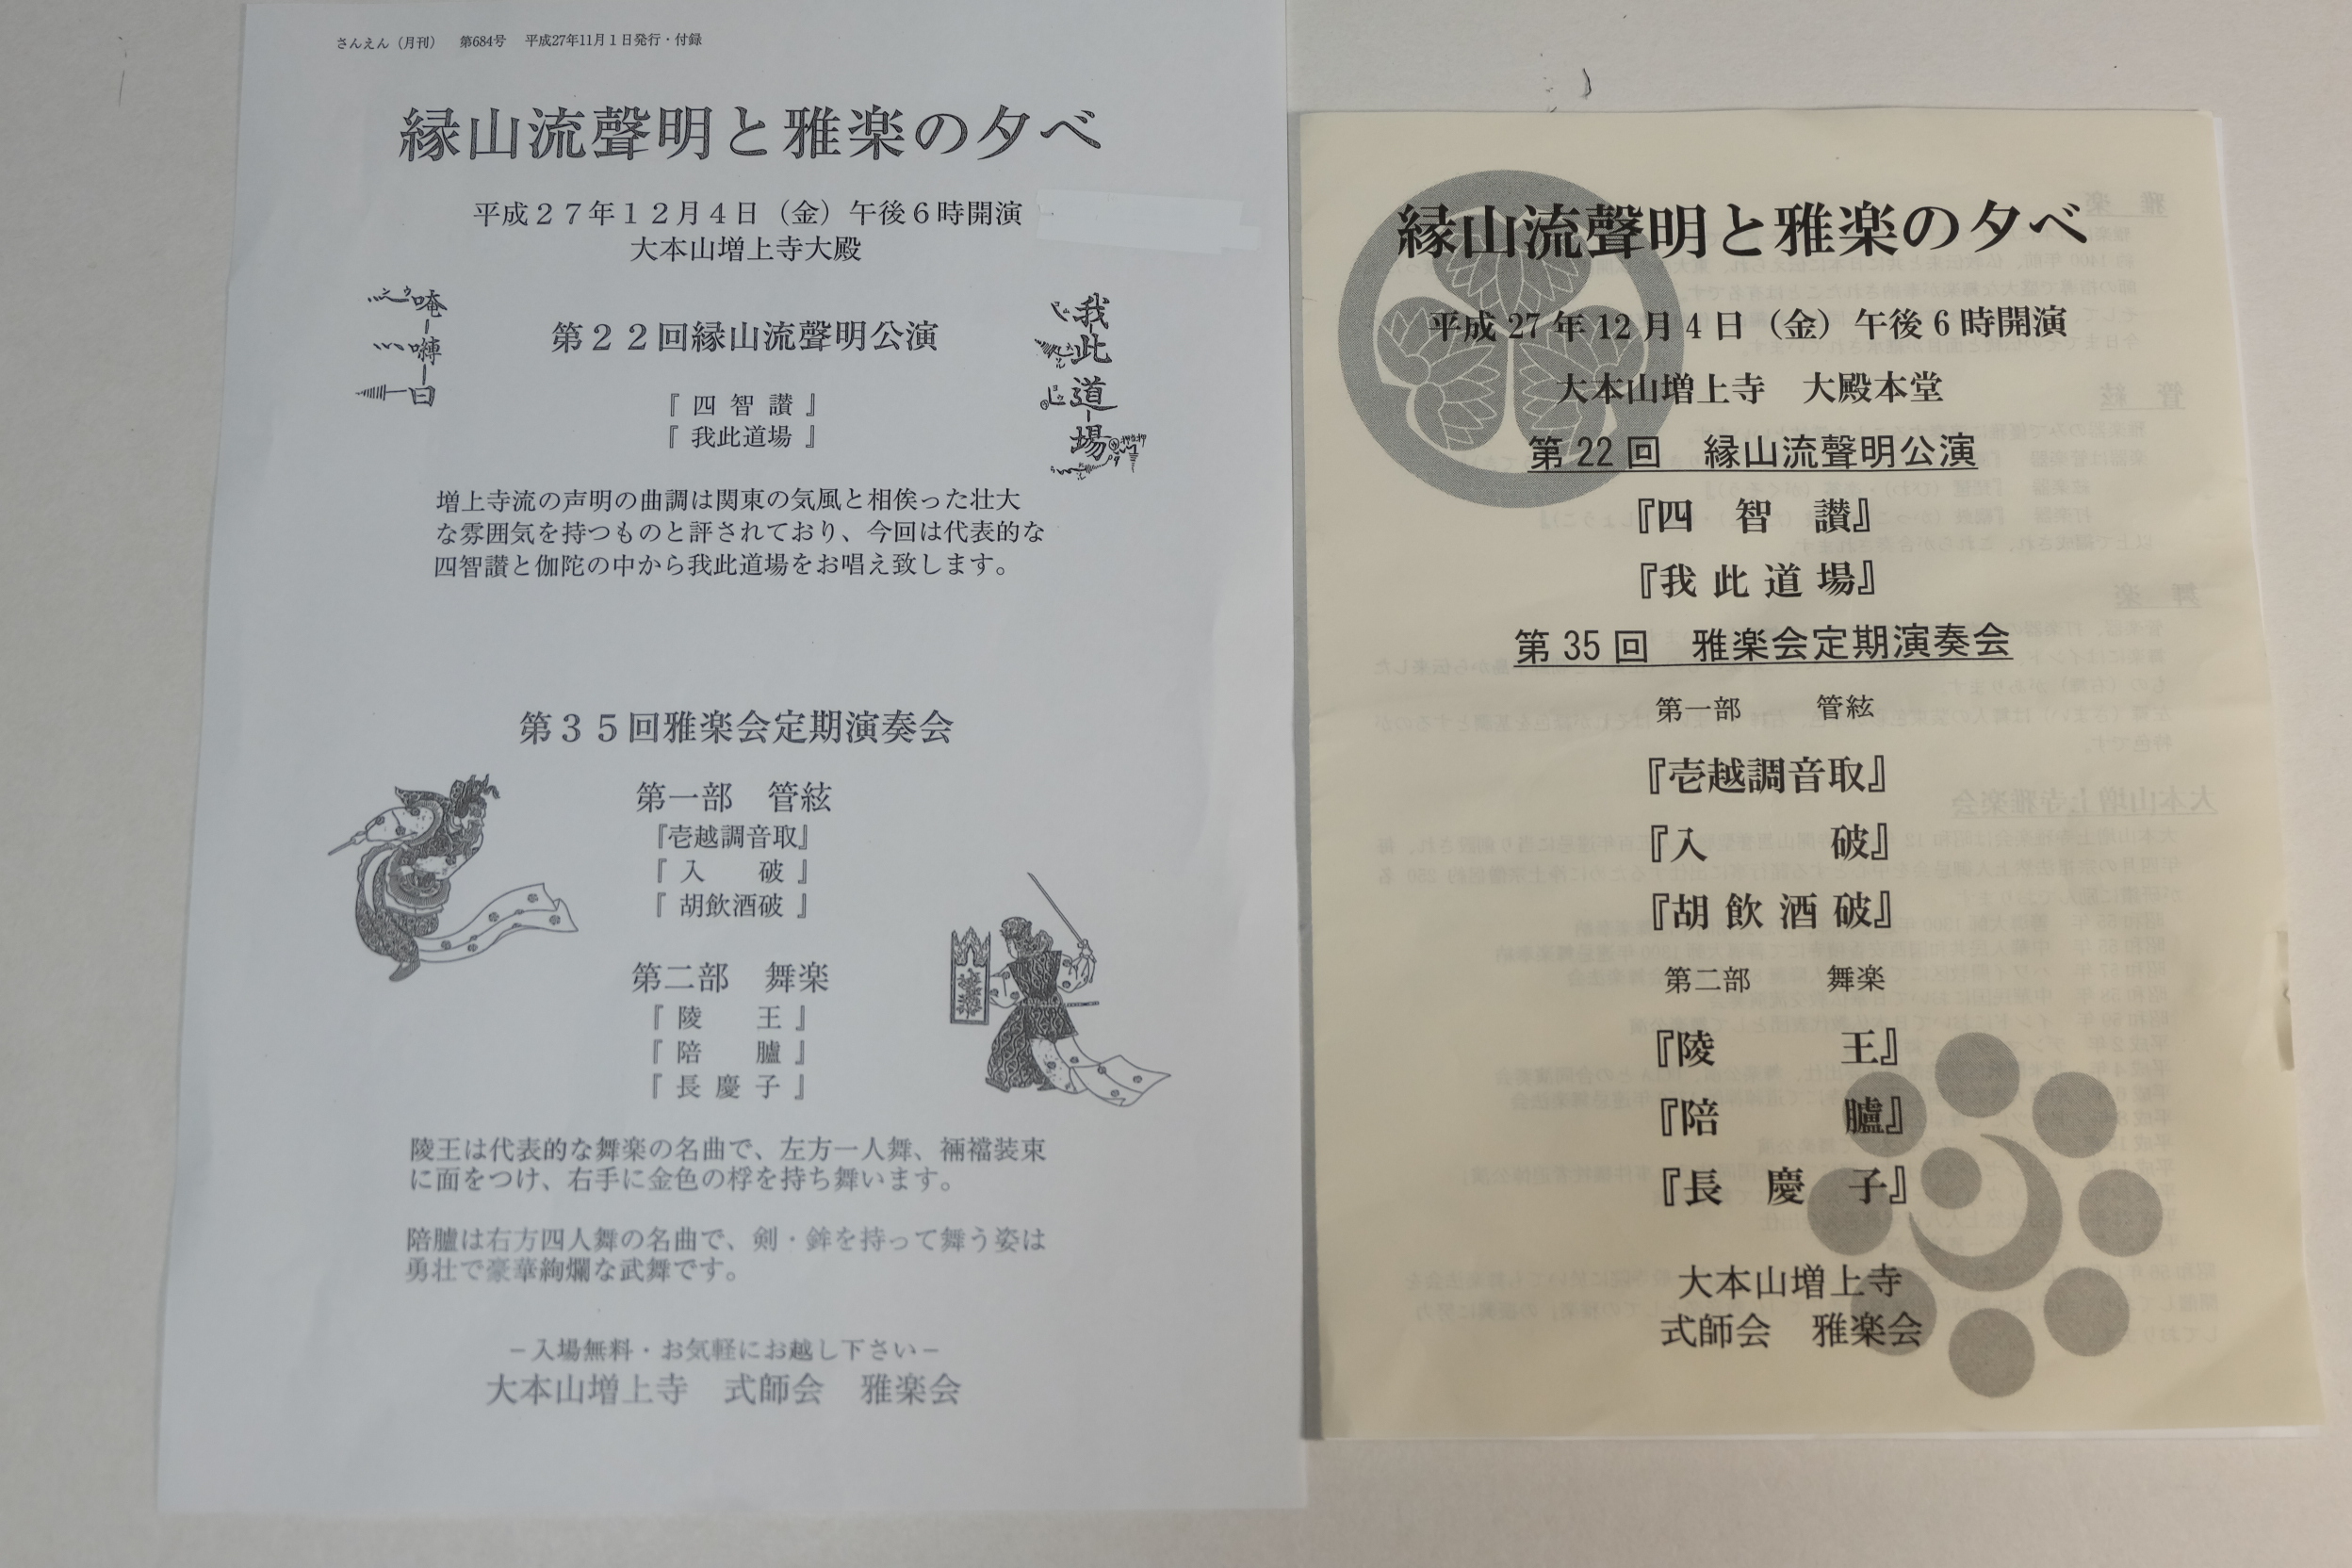 さんえん（月刊）　第684号　平成27年11月１日発行・付録
縁山流聲明と雅楽の夕べ
平成２７年１２月４日（金）午後６時開演
大本山増上寺大殿
第２２回縁山流聲明公演
『 四 智 讃 』
『 我此道場 』
唵
嚩
曰
我
此
道
場
増上寺流の声明の曲調は関東の気風と相俟った壮大
な雰囲気を持つものと評されており、今回は代表的な
四智讃と伽陀の中から我此道場をお唱え致します。
第３５回雅楽会定期演奏会
第一部　管絃
『壱越調音取』
『 入　　破 』
『 胡飲酒破 』
第二部　舞楽
『 陵　　王 』
『 陪　　臚 』
『 長 慶 子 』
陵王は代表的な舞楽の名曲で、左方一人舞、裲襠装束
に面をつけ、右手に金色の桴を持ち舞います。
陪臚は右方四人舞の名曲で、剣・鉾を持って舞う姿は
勇壮で豪華絢爛な武舞です。
－入場無料・お気軽にお越し下さい－
大本山増上寺　式師会　雅楽会
縁山流聲明と雅楽の夕べ
平成 27 年 12 月 4 日（金）午後 6 時開演
大本山増上寺　大殿本堂
第 22 回　縁山流聲明公演
『四　智　讃』
『我 此 道 場』
第 35 回　雅楽会定期演奏会
第一部　　管絃
『壱越調音取』
『入　　　破』
『胡 飲 酒 破』
第二部　　舞楽
『陵　　　王』
『陪　　　臚』
『長　慶　子』
大本山増上寺
式師会　雅楽会